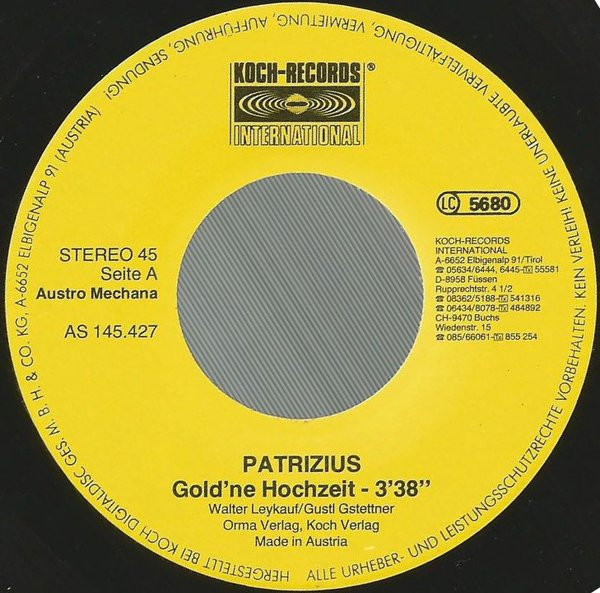 KOCH-RECORDS®
INTERNATIONAL
LC 5680
STEREO 45
Seite A
Austro Mechana
AS 145.427
KOCH-RECORDS
INTERNATIONAL
A-6652 Elbigenalp 91/Tirol
☎ 05634/6444, 6445-Tx 55581
D-8958 Füssen
Rupprechtstr. 4 1/2
☎ 08362/5188-Tx 541316
☎ 06434/8078-Tx 484892
CH-9470 Buchs
Wiedenstr. 15
☎ 085/66061-Tx 855 254
PATRIZIUS
Gold'ne Hochzeit - 3'38"
Walter Leykauf/Gustl Gstettner
Orma Verlag, Koch Verlag
Made in Austria
HERGESTELLT BEI KOCH DIGITALDISC GES. M. B. H. & CO. KG, A-6652 ELBIGENALP 91 (AUSTRIA)
ALLE URHEBER- UND LEISTUNGSSCHUTZRECHTE VORBEHALTEN. KEIN VERLEIH! KEINE UNERLAUBTE VERVIELFÄLTIGUNG, VERMIETUNG, AUFFÜHRUNG, SENDUNG!